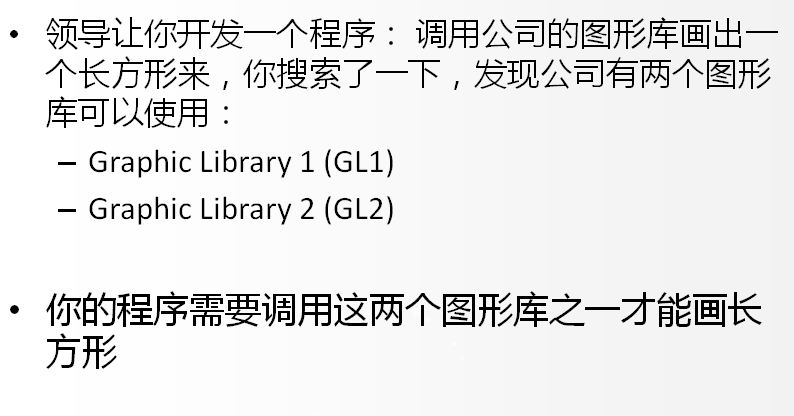 • 领导让你开发一个程序： 调用公司的图形库画出一
个长方形来，你搜索了一下，发现公司有两个图形
库可以使用：
– Graphic Library 1 (GL1)
– Graphic Library 2 (GL2)
• 你的程序需要调用这两个图形库之一才能画长
方形